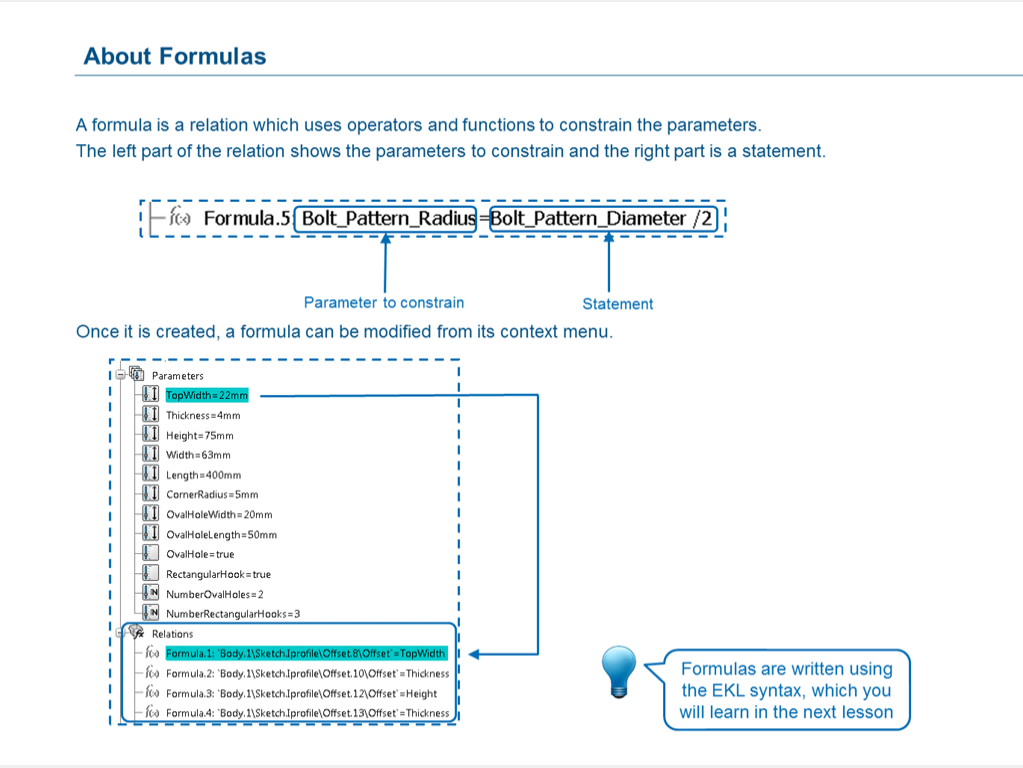 About Formulas
A formula is a relation which uses operators and functions to constrain the parameters.
The left part of the relation shows the parameters to constrain and the right part is a statement.
f(x) Formula.5: Bolt_Pattern_Radius=Bolt_Pattern_Diameter /2
Parameter to constrain
Statement
Once it is created, a formula can be modified from its context menu.
Parameters
TopWidth=22mm
Thickness=4mm
Height=75mm
Width=63mm
Length=400mm
CornerRadius=5mm
OvalHoleWidth=20mm
OvalHoleLength=50mm
OvalHole=true
RectangularHook=true
NumberOvalHoles=2
NumberRectangularHooks=3
Relations
f(x) Formula.1: `Body.1\Sketch.Iprofile\Offset.8\Offset`=TopWidth
f(x) Formula.2: `Body.1\Sketch.Iprofile\Offset.10\Offset`=Thickness
f(x) Formula.3: `Body.1\Sketch.Iprofile\Offset.12\Offset`=Height
f(x) Formula.4: `Body.1\Sketch.Iprofile\Offset.13\Offset`=Thickness
Formulas are written using
the EKL syntax, which you
will learn in the next lesson